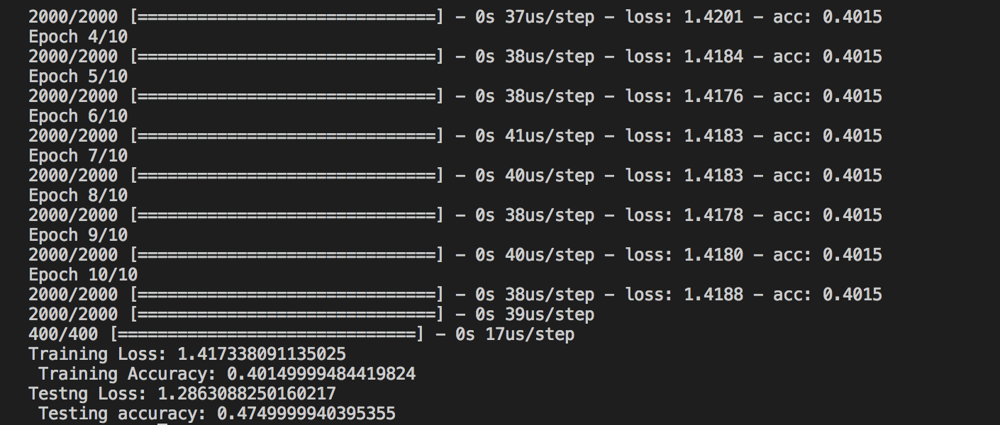 2000/2000 [==============================] - 0s 37us/step - loss: 1.4201 - acc: 0.4015
Epoch 4/10
2000/2000 [==============================] - 0s 38us/step - loss: 1.4184 - acc: 0.4015
Epoch 5/10
2000/2000 [==============================] - 0s 38us/step - loss: 1.4176 - acc: 0.4015
Epoch 6/10
2000/2000 [==============================] - 0s 41us/step - loss: 1.4183 - acc: 0.4015
Epoch 7/10
2000/2000 [==============================] - 0s 40us/step - loss: 1.4183 - acc: 0.4015
Epoch 8/10
2000/2000 [==============================] - 0s 38us/step - loss: 1.4178 - acc: 0.4015
Epoch 9/10
2000/2000 [==============================] - 0s 40us/step - loss: 1.4180 - acc: 0.4015
Epoch 10/10
2000/2000 [==============================] - 0s 38us/step - loss: 1.4188 - acc: 0.4015
2000/2000 [==============================] - 0s 39us/step
400/400 [==============================] - 0s 17us/step
Training Loss: 1.417338091135025
 Training Accuracy: 0.40149999484419824
Testng Loss: 1.2863088250160217
 Testing accuracy: 0.4749999940395355